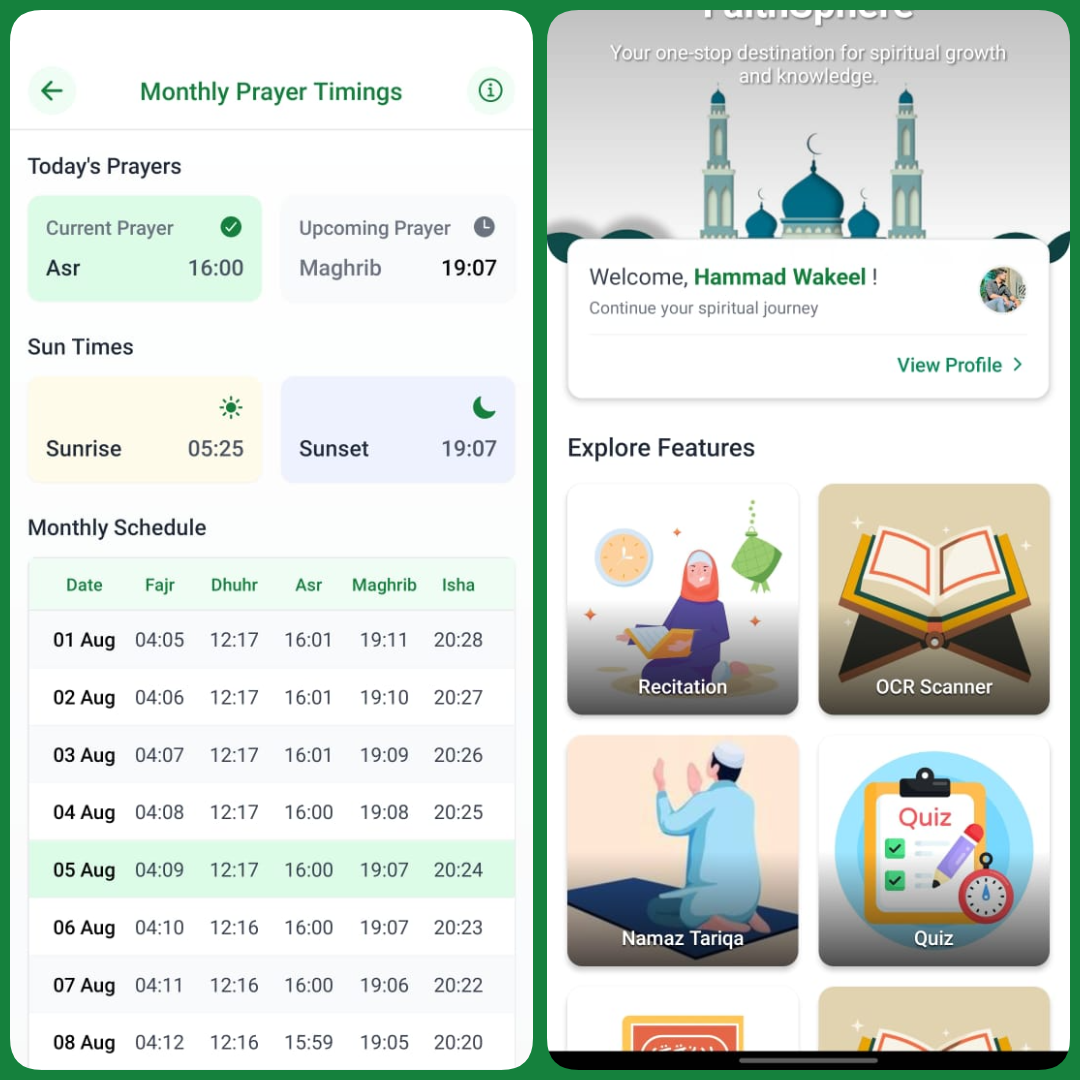 Monthly Prayer Timings
Today's Prayers
Current Prayer
Asr 16:00
Upcoming Prayer
Maghrib 19:07
Sun Times
Sunrise 05:25
Sunset 19:07
Monthly Schedule
Date Fajr Dhuhr Asr Maghrib Isha
01 Aug 04:05 12:17 16:01 19:11 20:28
02 Aug 04:06 12:17 16:01 19:10 20:27
03 Aug 04:07 12:17 16:01 19:09 20:26
04 Aug 04:08 12:17 16:00 19:08 20:25
05 Aug 04:09 12:17 16:00 19:07 20:24
06 Aug 04:10 12:16 16:00 19:07 20:23
07 Aug 04:11 12:16 16:00 19:06 20:22
08 Aug 04:12 12:16 15:59 19:05 20:20
FaithSphere
Your one-stop destination for spiritual growth
and knowledge.
Welcome, Hammad Wakeel !
Continue your spiritual journey
View Profile
Explore Features
Recitation
OCR Scanner
Namaz Tariqa
Quiz
Quiz